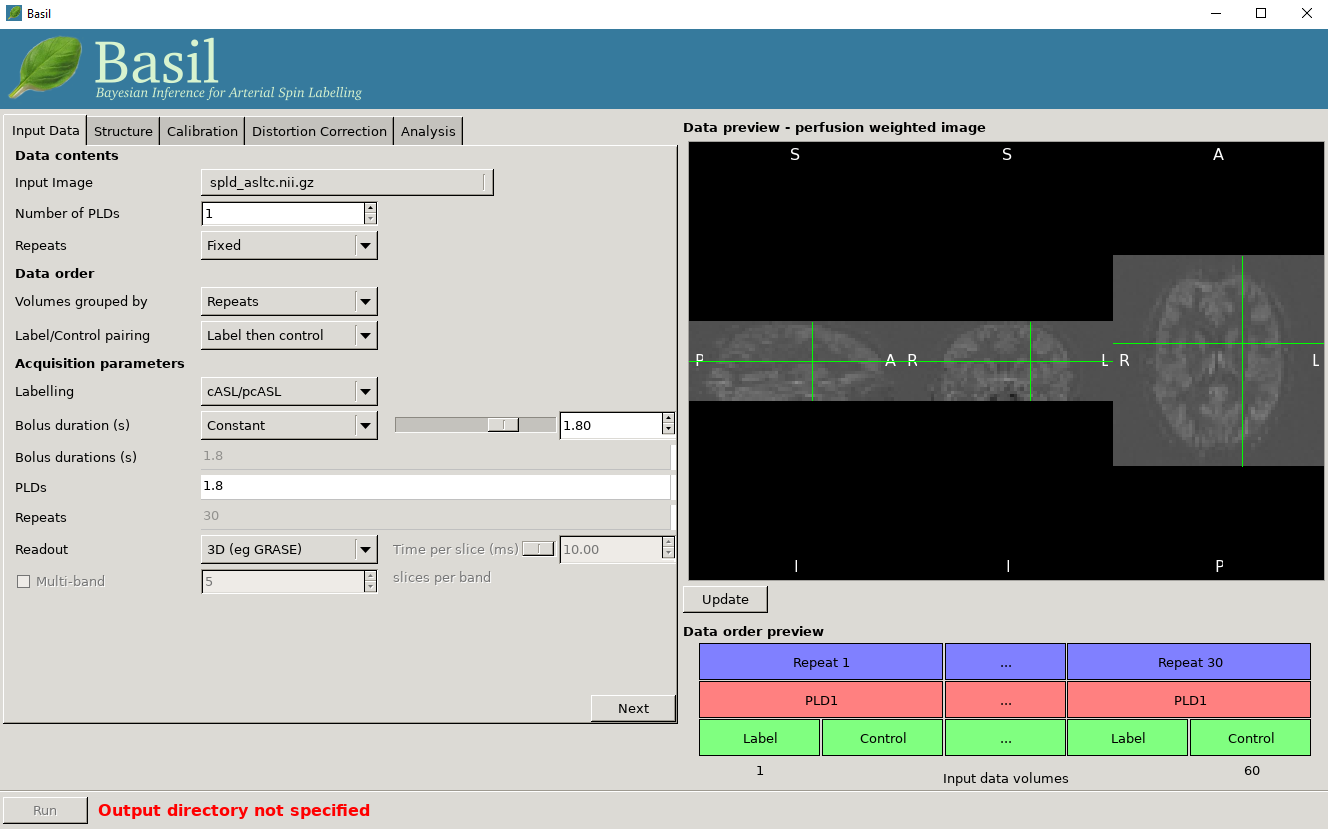 Basil
Basil
Bayesian Inference for Arterial Spin Labelling
Input Data Structure Calibration Distortion Correction Analysis
Data contents
Input Image spld_asltc.nii.gz
Number of PLDs 1
Repeats Fixed
Data order
Volumes grouped by Repeats
Label/Control pairing Label then control
Acquisition parameters
Labelling cASL/pcASL
Bolus duration (s) Constant 1.80
Bolus durations (s) 1.8
PLDs 1.8
Repeats 30
Readout 3D (eg GRASE) Time per slice (ms) 10.00
Multi-band 5 slices per band
Next
Data preview - perfusion weighted image
S S A
P A R L R L
I I P
Update
Data order preview
Repeat 1 ... Repeat 30
PLD1 ... PLD1
Label Control ... Label Control
1 Input data volumes 60
Run Output directory not specified